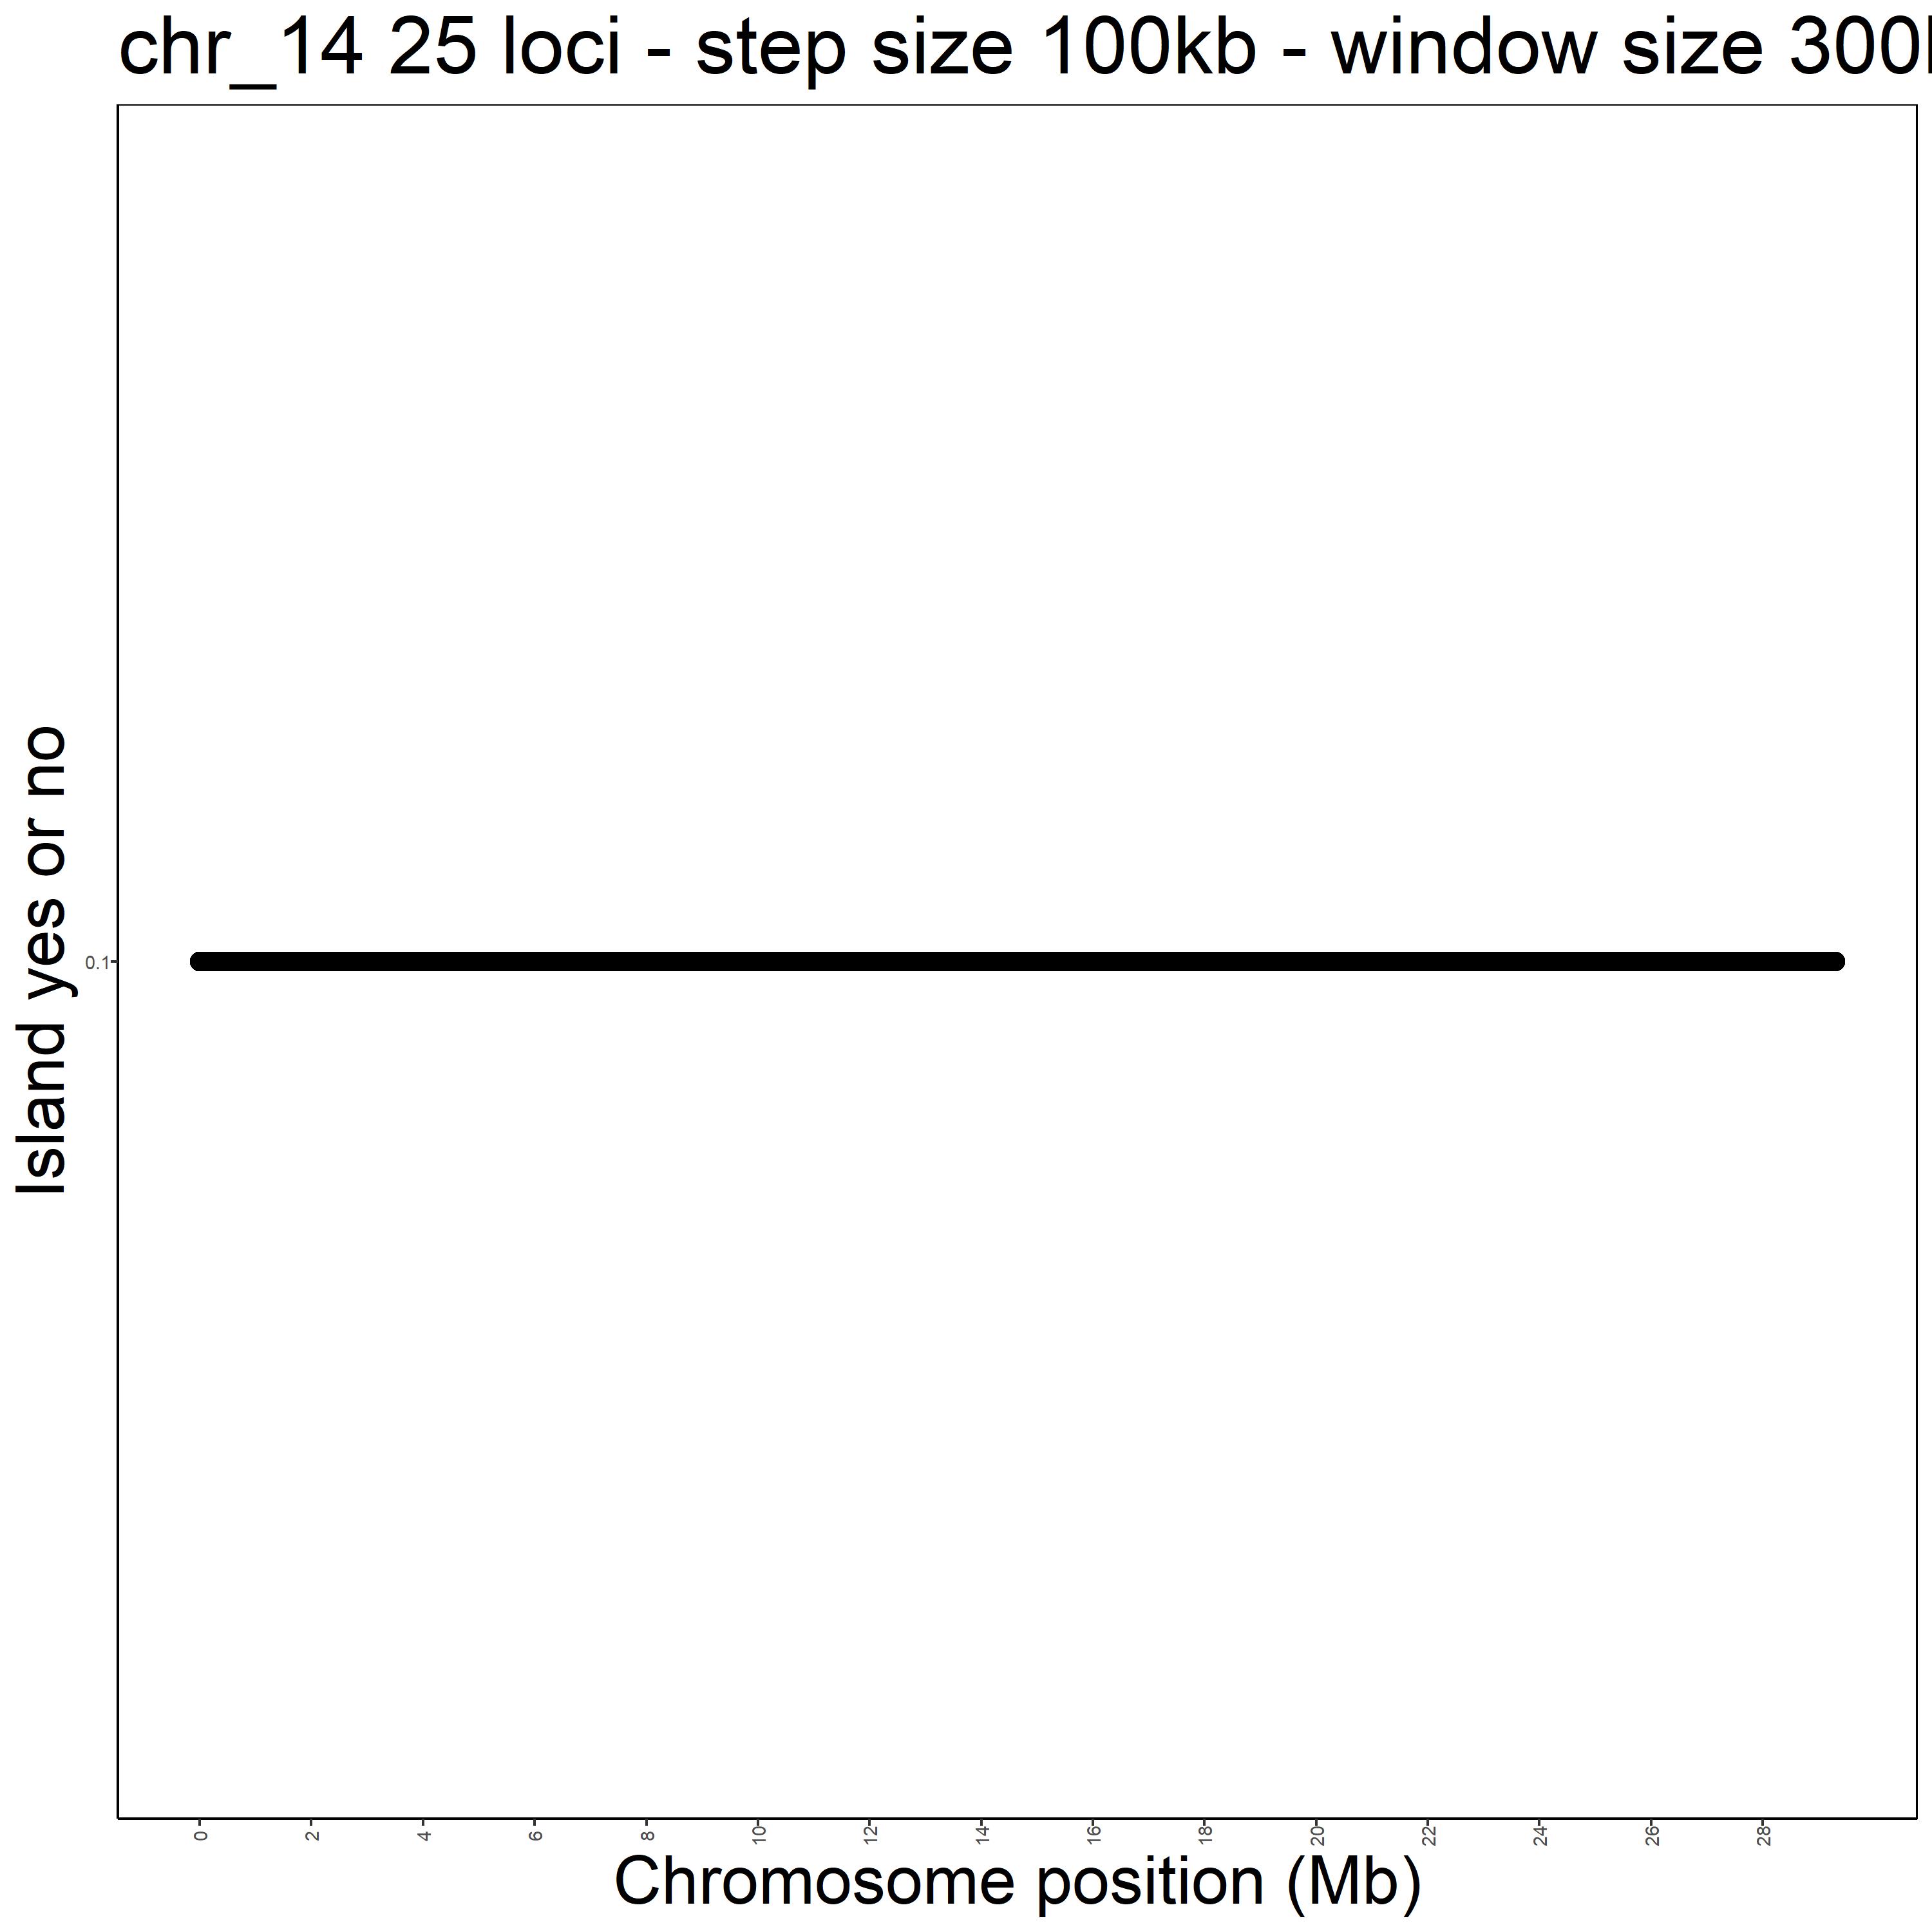 chr_14 25 loci - step size 100kb - window size 300
Island yes or no
0.1
0 2 4 6 8 10 12 14 16 18 20 22 24 26 28
Chromosome position (Mb)